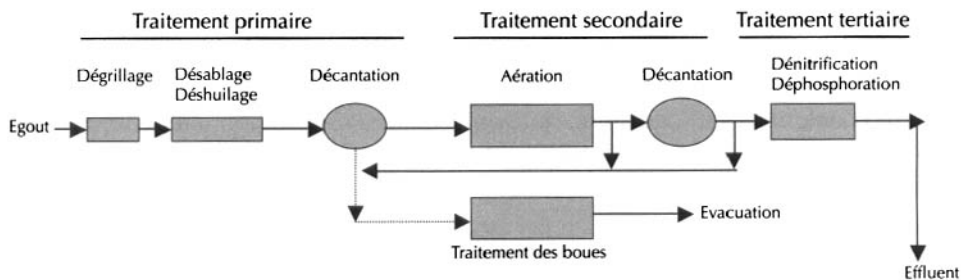 Traitement primaire
Traitement secondaire
Traitement tertiaire
Dégrillage
Désablage
Déshuilage
Décantation
Aération
Décantation
Dénitrification
Déphosphoration
Egout
Evacuation
Traitement des boues
Effluent